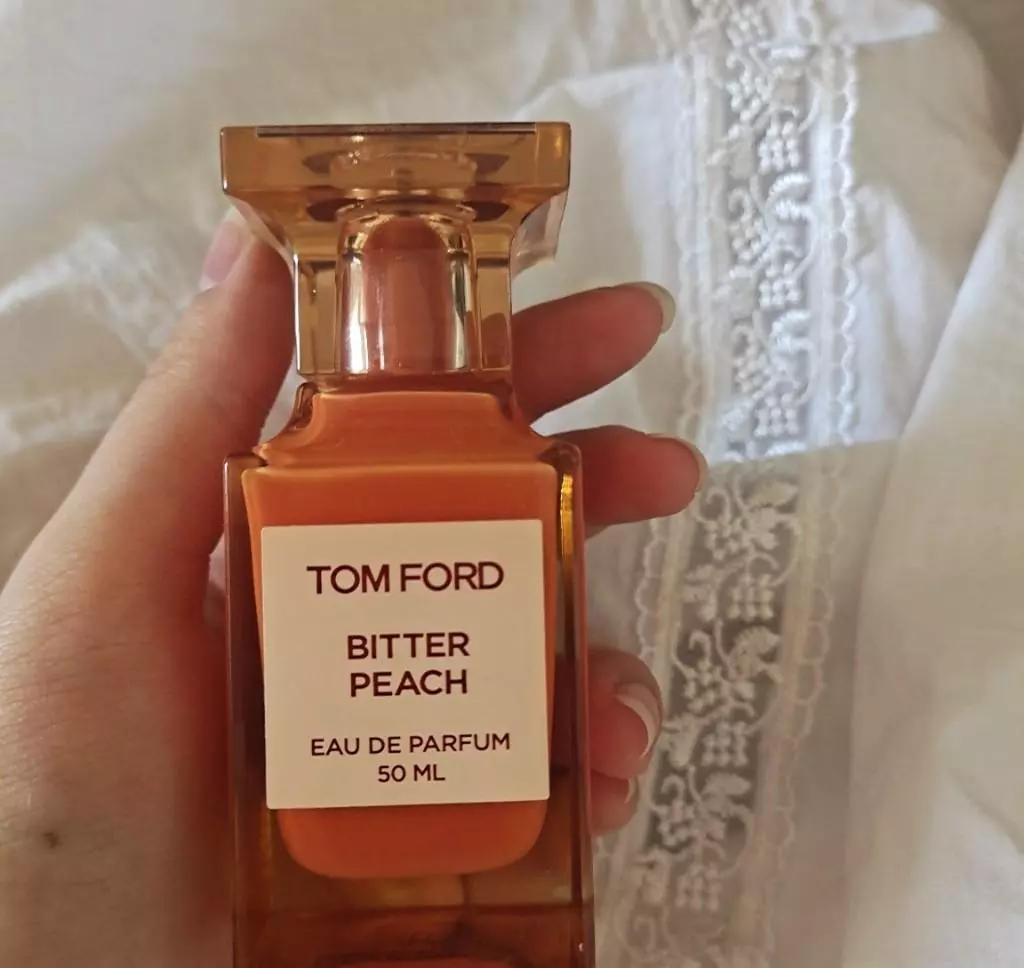 TOM FORD
BITTER
PEACH
EAU DE PARFUM
50 ML